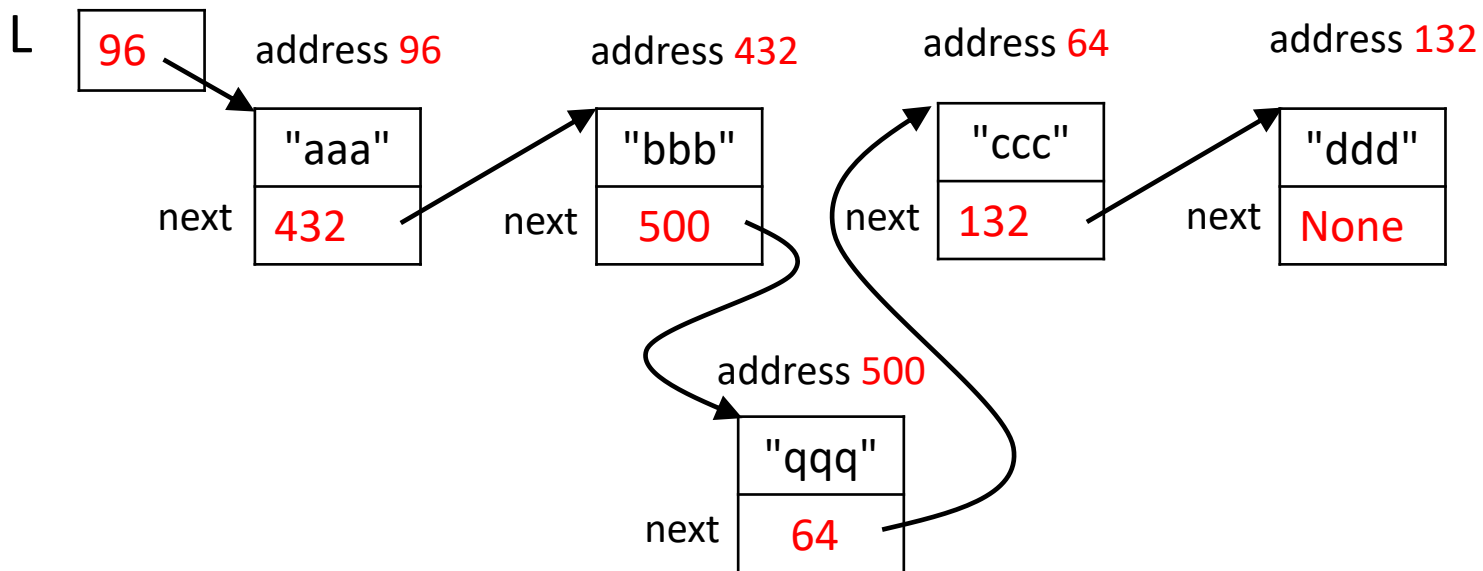 L
96
address 96
address 432
address 64
address 132
"aaa"
"bbb"
"ccc"
"ddd"
next
432
next
500
next
132
next
None
address 500
"qqq"
next
64